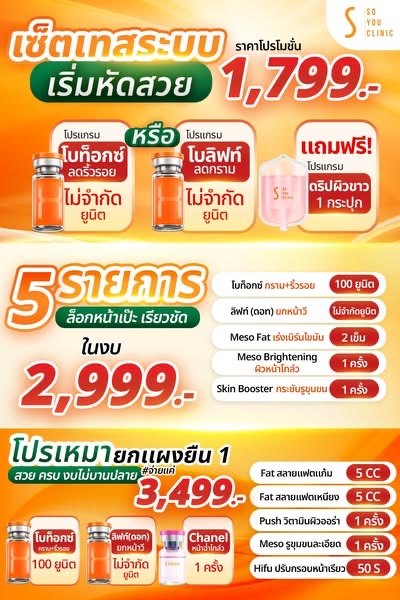 SO
YOU
CLINIC
เซ็ตเทสระบบ
เริ่มหัดสวย
ราคาโปรโมชั่น
1,799.-
โปรแกรม
โบท็อกซ์
ลดริ้วรอย
ไม่จำกัด
ยูนิต
หรือ
โปรแกรม
โบลิฟท์
ลดกราม
ไม่จำกัด
ยูนิต
แถมฟรี!
โปรแกรม
ดริปผิวขาว
1 กระปุก
SO
YOU
CLINIC
5 รายการ
ล็อกหน้าเป๊ะ เรียวชัด
ในงบ
2,999.-
โบท็อกซ์ กราม+ริ้วรอย 100 ยูนิต
ลิฟท์ (ดอท) ยกหน้าวี ไม่จำกัดยูนิต
Meso Fat เร่งเบิร์นไขมัน 2 เข็ม
Meso Brightening
ผิวหน้าโกล์ว 1 ครั้ง
Skin Booster กระชับรูขุมขน 1 ครั้ง
โปรเหมา ยกแผงยืน 1
สวย ครบ งบไม่บานปลาย #จ่ายแค่
3,499.-
โบท็อกซ์
กราม+ริ้วรอย
100 ยูนิต
ลิฟท์(ดอท)
ยกหน้าวี
ไม่จำกัด
ยูนิต
Chanel
หน้าฉ่ำโกล์ว
1 ครั้ง
Fat สลายแฟตแก้ม 5 CC
Fat สลายแฟตเหนียง 5 CC
Push วิตามินผิวออร่า 1 ครั้ง
Meso รูขุมขนละเอียด 1 ครั้ง
Hifu ปรับกรอบหน้าเรียว 50 S